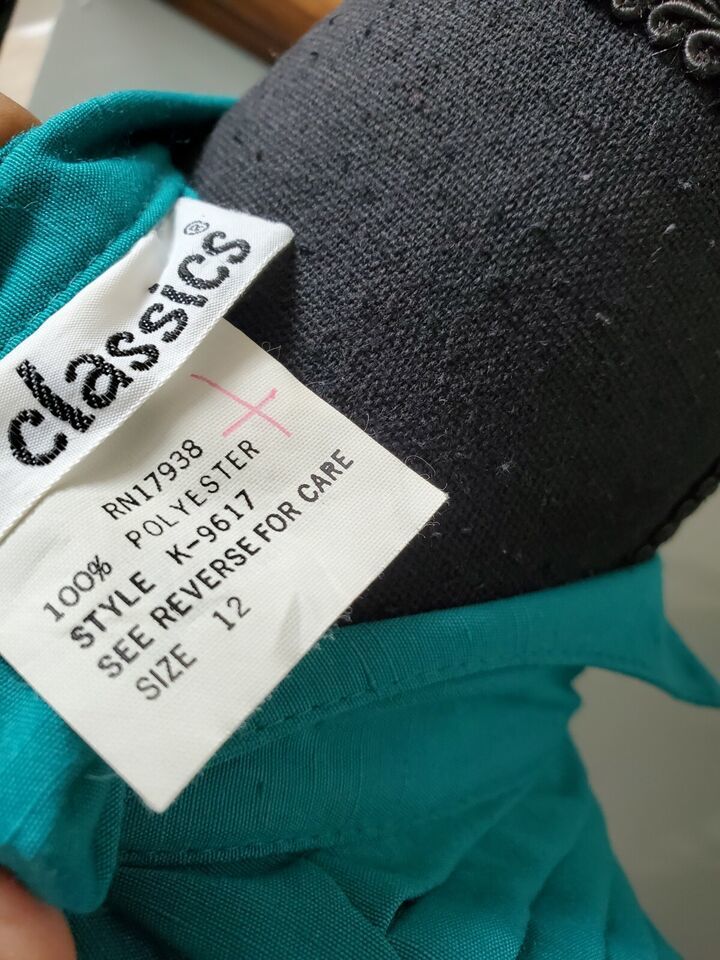 classics®
RN17938
100% POLYESTER
STYLE K-9617
SEE REVERSE FOR CARE
SIZE 12